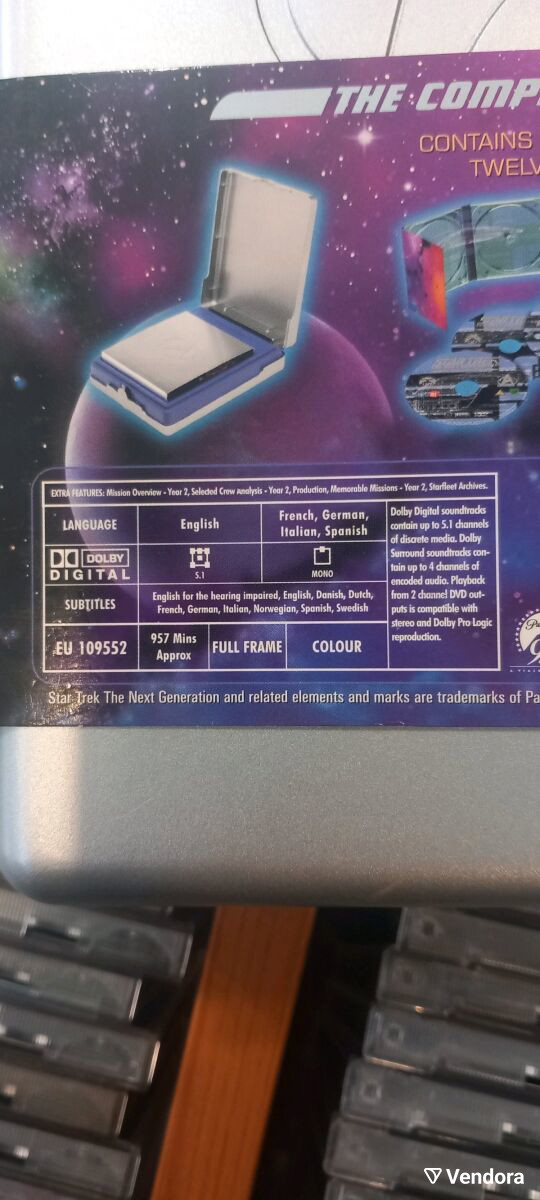 THE COMP
CONTAINS
TWELV
EXTRA FEATURES: Mission Overview - Year 2, Selected Crew Analysis - Year 2, Production, Memorable Missions - Year 2, Starfleet Archives.
LANGUAGE
English
French, German,
Italian, Spanish
Dolby Digital soundtracks
contain up to 5.1 channels
of discrete media. Dolby
Surround soundtracks con-
tain up to 4 channels of
encoded audio. Playback
from 2 channel DVD out-
puts is compatible with
stereo and Dolby Pro Logic
reproduction.
DOLBY
DIGITAL
5.1
MONO
SUBTITLES
English for the hearing impaired, English, Danish, Dutch,
French, German, Italian, Norwegian, Spanish, Swedish
EU 109552
957 Mins
Approx
FULL FRAME
COLOUR
Star Trek The Next Generation and related elements and marks are trademarks of Pa
Vendora